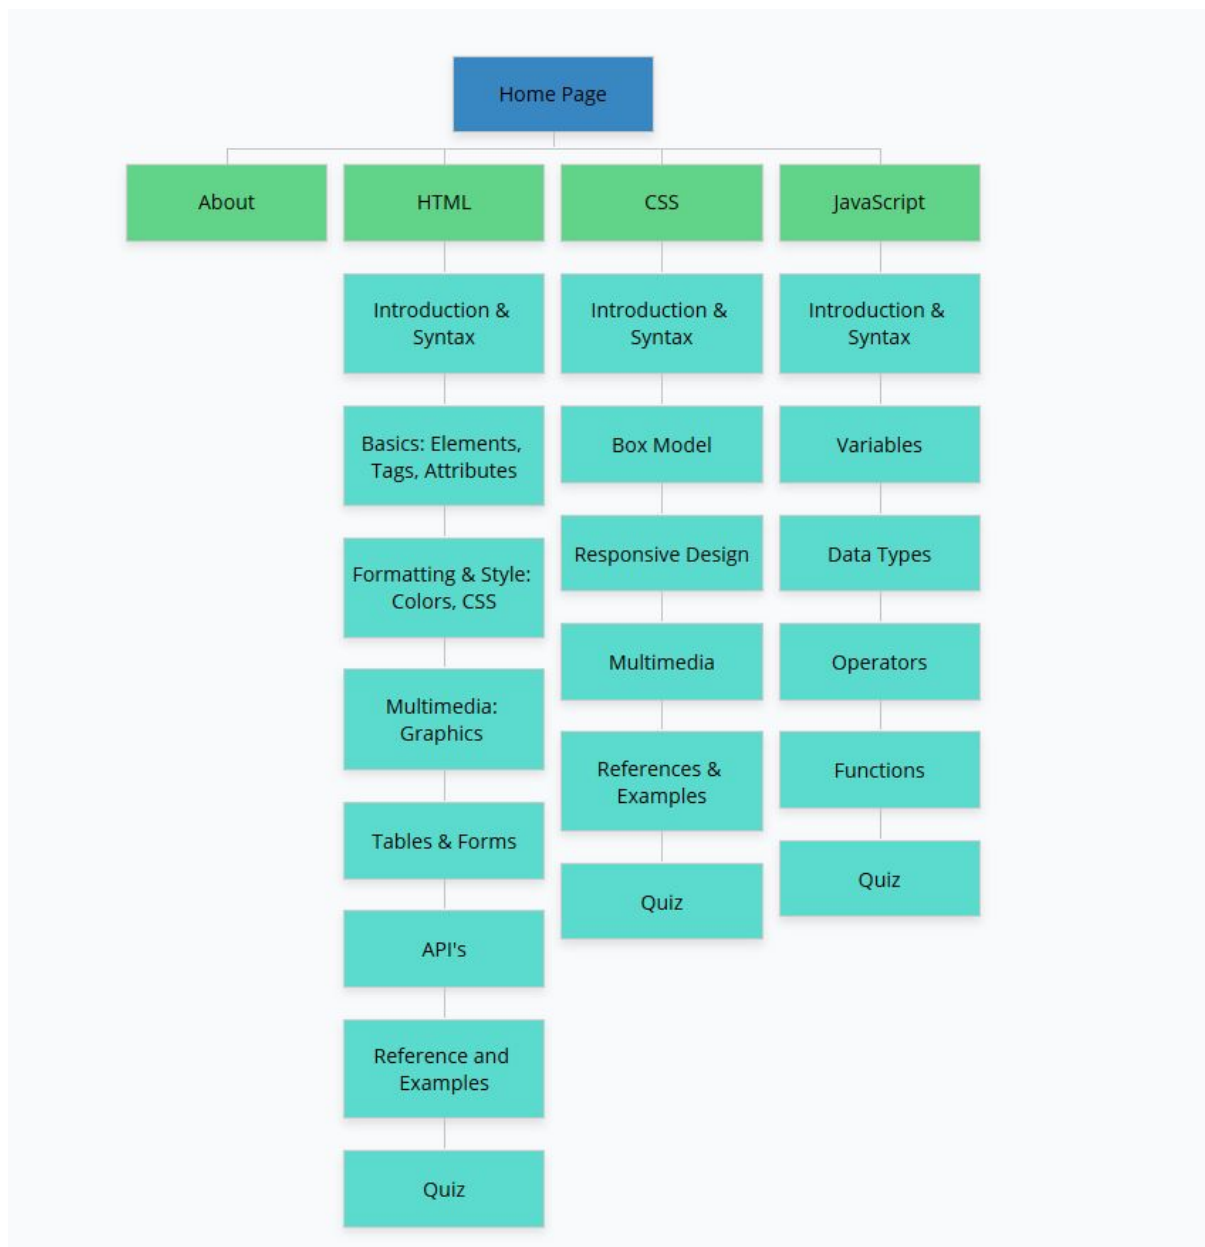 Home Page
About
HTML
CSS
JavaScript
Introduction &
Syntax
Basics: Elements,
Tags, Attributes
Formatting & Style:
Colors, CSS
Multimedia:
Graphics
Tables & Forms
API's
Reference and
Examples
Quiz
Introduction &
Syntax
Box Model
Responsive Design
Multimedia
References &
Examples
Quiz
Introduction &
Syntax
Variables
Data Types
Operators
Functions
Quiz